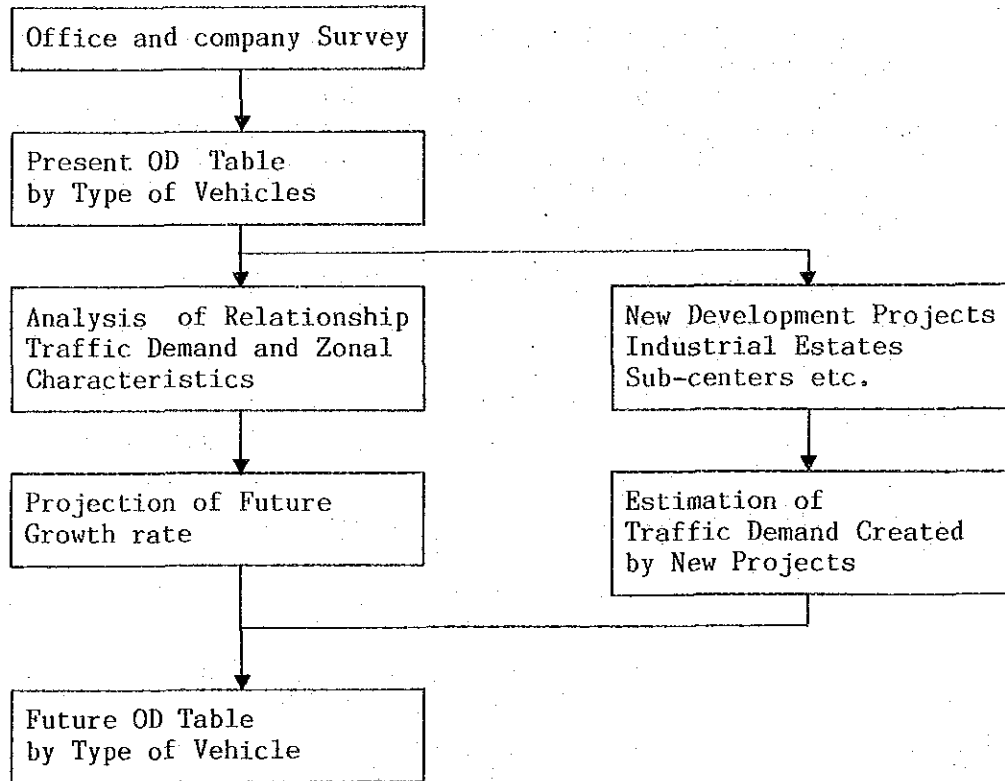 Office and company Survey
Present OD Table
by Type of Vehicles
Analysis of Relationship
Traffic Demand and Zonal
Characteristics
New Development Projects
Industrial Estates
Sub-centers etc.
Projection of Future
Growth rate
Estimation of
Traffic Demand Created
by New Projects
Future OD Table
by Type of Vehicle